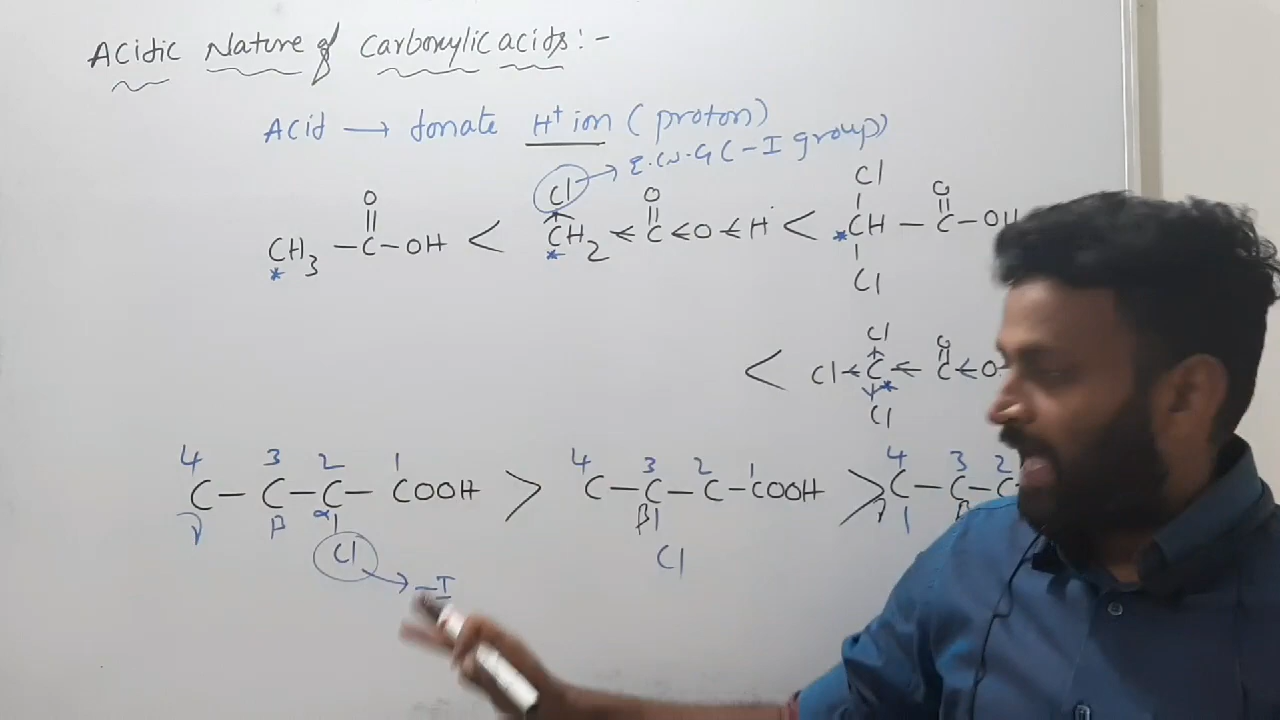 Acidic Nature of Carboxylic acids:-
Acid → donate H+ ion (proton)
Cl → E.W.G (-I group)
O O Cl O
CH3 - C - OH < CH2 C O H < CH - C - OH
* * * Cl
Cl O
< Cl C C O
* Cl
4 3 2 1 4 3 2 1 4 3 2
C - C - C - COOH > C - C - C - COOH > C - C - C
γ β α β γ β
Cl → -I Cl